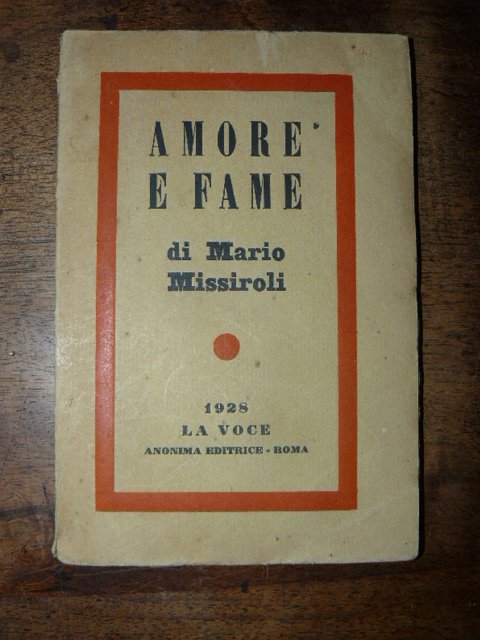 AMORE
E FAME
di Mario
Missiroli
1928
LA VOCE
ANONIMA EDITRICE - ROMA